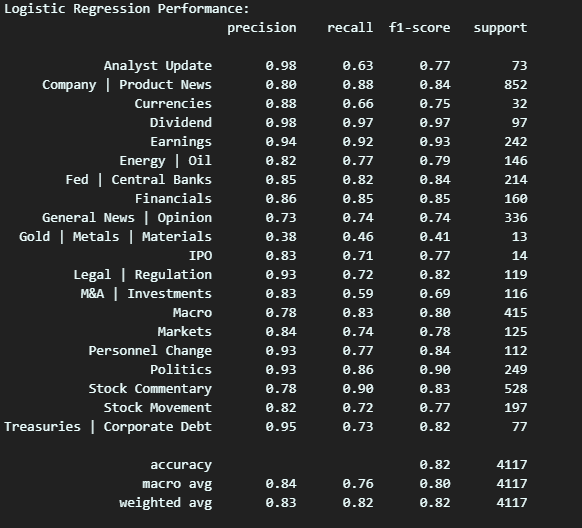 Logistic Regression Performance:
precision recall f1-score support
Analyst Update 0.98 0.63 0.77 73
Company | Product News 0.80 0.88 0.84 852
Currencies 0.88 0.66 0.75 32
Dividend 0.98 0.97 0.97 97
Earnings 0.94 0.92 0.93 242
Energy | Oil 0.82 0.77 0.79 146
Fed | Central Banks 0.85 0.82 0.84 214
Financials 0.86 0.85 0.85 160
General News | Opinion 0.73 0.74 0.74 336
Gold | Metals | Materials 0.38 0.46 0.41 13
IPO 0.83 0.71 0.77 14
Legal | Regulation 0.93 0.72 0.82 119
M&A | Investments 0.83 0.59 0.69 116
Macro 0.78 0.83 0.80 415
Markets 0.84 0.74 0.78 125
Personnel Change 0.93 0.77 0.84 112
Politics 0.93 0.86 0.90 249
Stock Commentary 0.78 0.90 0.83 528
Stock Movement 0.82 0.72 0.77 197
Treasuries | Corporate Debt 0.95 0.73 0.82 77
accuracy 0.82 4117
macro avg 0.84 0.76 0.80 4117
weighted avg 0.83 0.82 0.82 4117